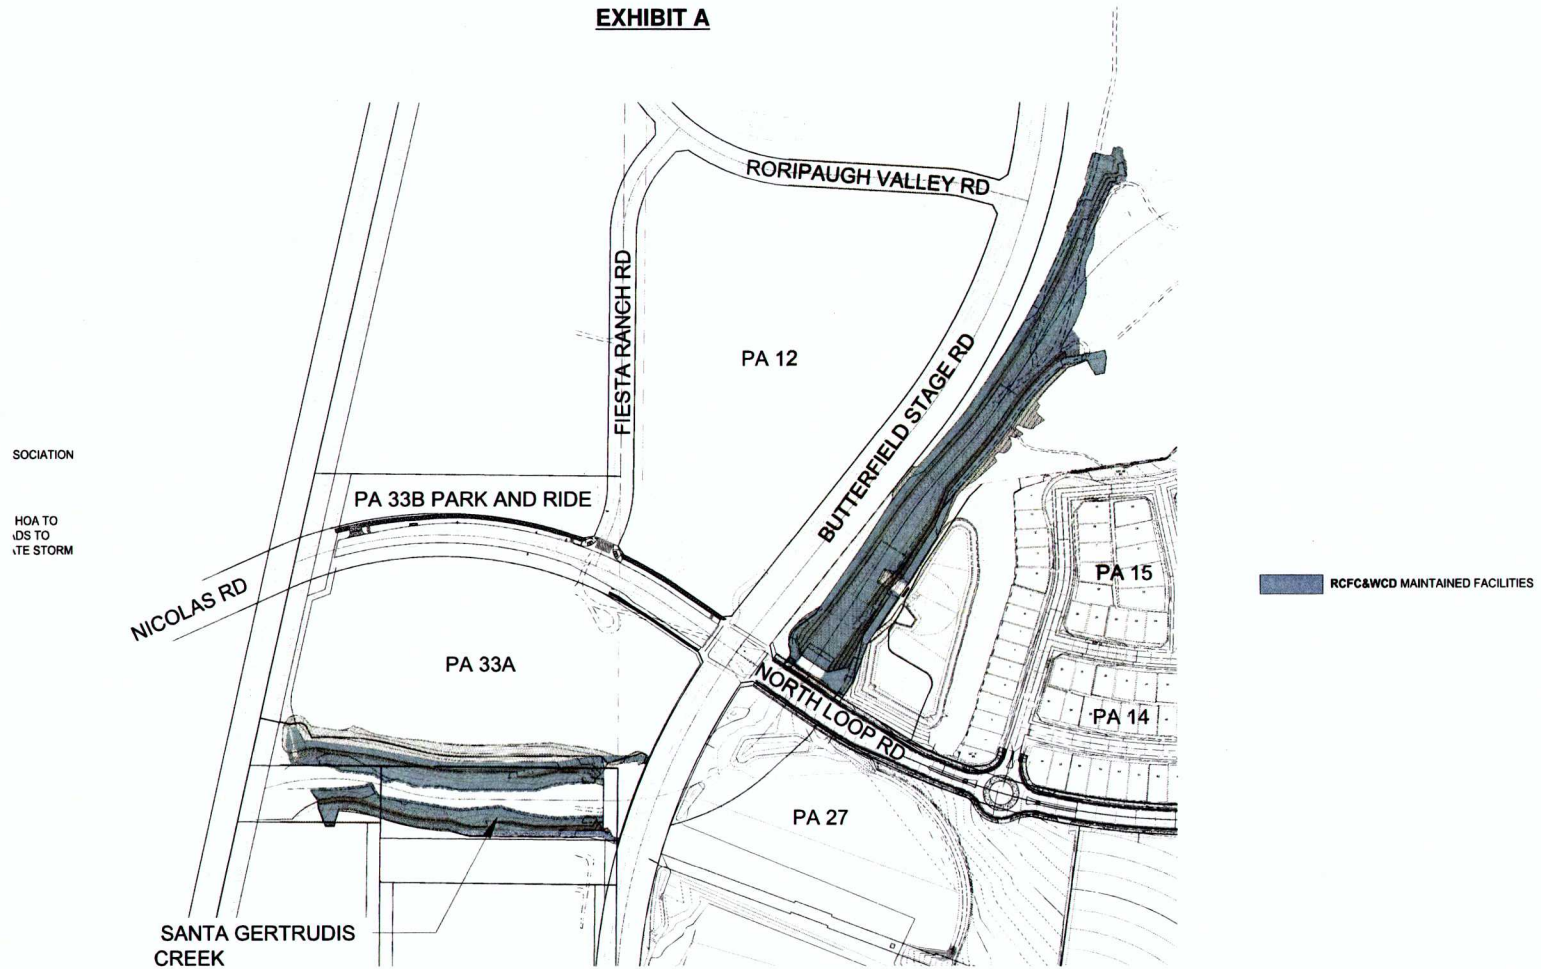 EXHIBIT A
RORIPAUGH VALLEY RD
FIESTA RANCH RD
PA 12
BUTTERFIELD STAGE RD
SOCIATION
PA 33B PARK AND RIDE
HOA TO
DS TO
TE STORM
PA 15
RCFC&WCD MAINTAINED FACILITIES
NICOLAS RD
PA 33A
NORTH LOOP RD
PA 14
PA 27
SANTA GERTRUDIS
CREEK